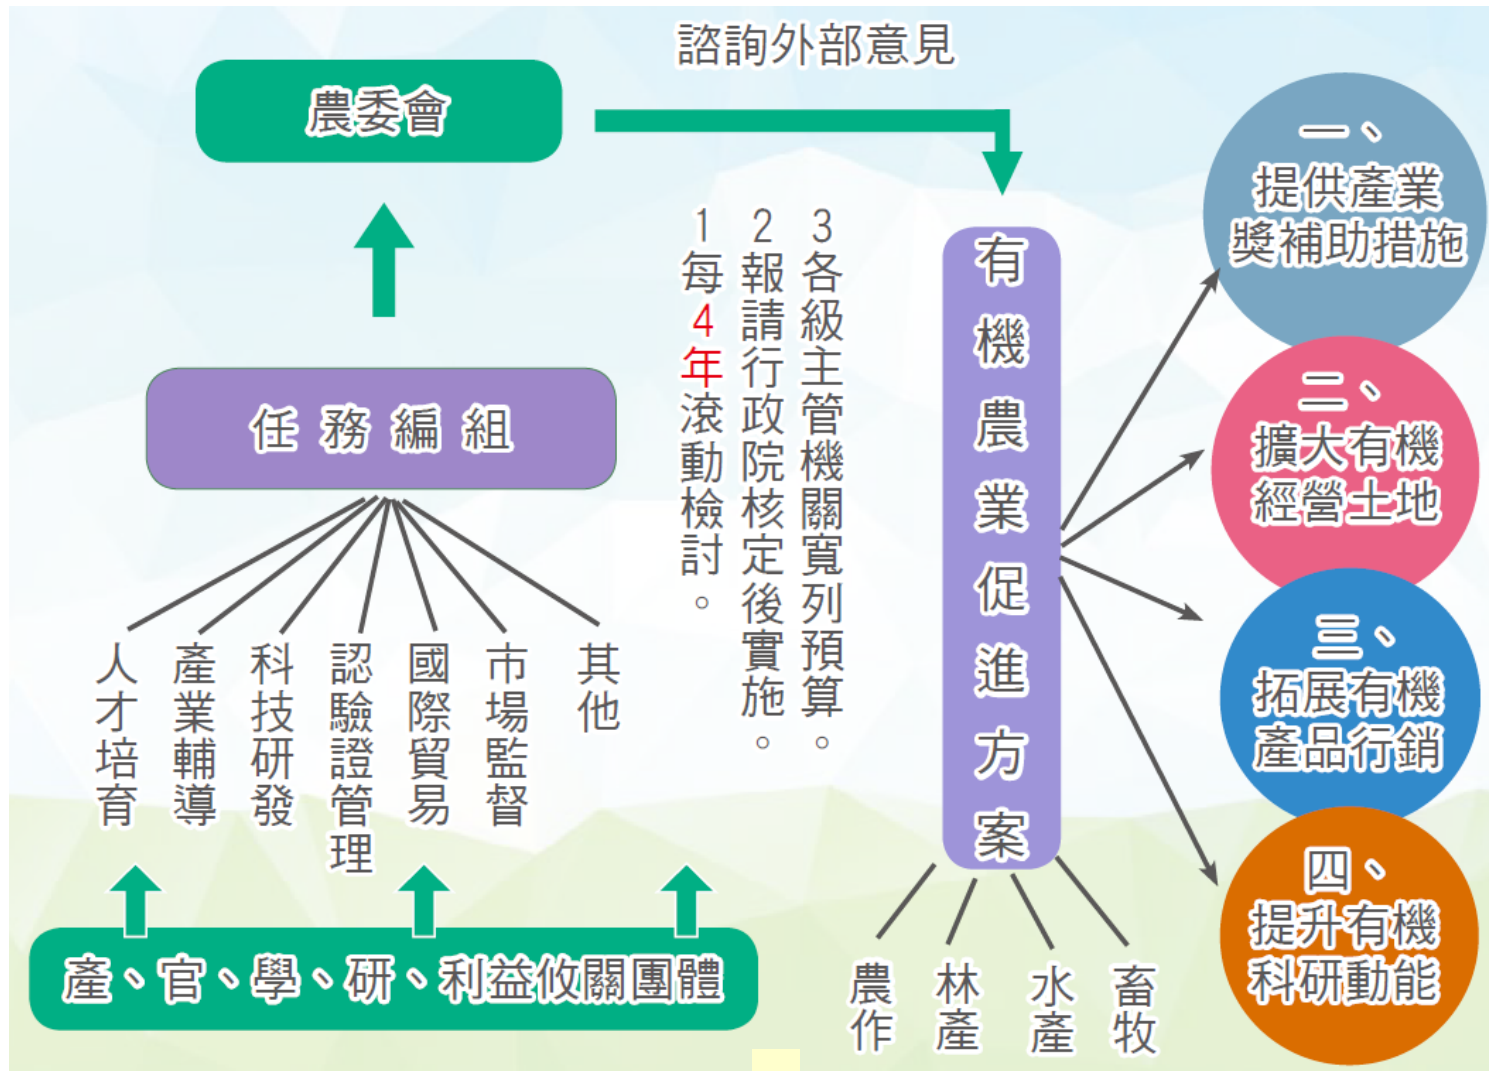 諮詢外部意見
農委會
任務編組
人才培育
產業輔導
科技研發
認驗證管理
國際貿易
市場監督
其他
產、官、學、研、利益攸關團體
1每4年滾動檢討。
2報請行政院核定後實施。
3各級主管機關寬列預算。
有機農業促進方案
農作
林產
水產
畜牧
一、
提供產業
獎補助措施
二、
擴大有機
經營土地
三、
拓展有機
產品行銷
四、
提升有機
科研動能